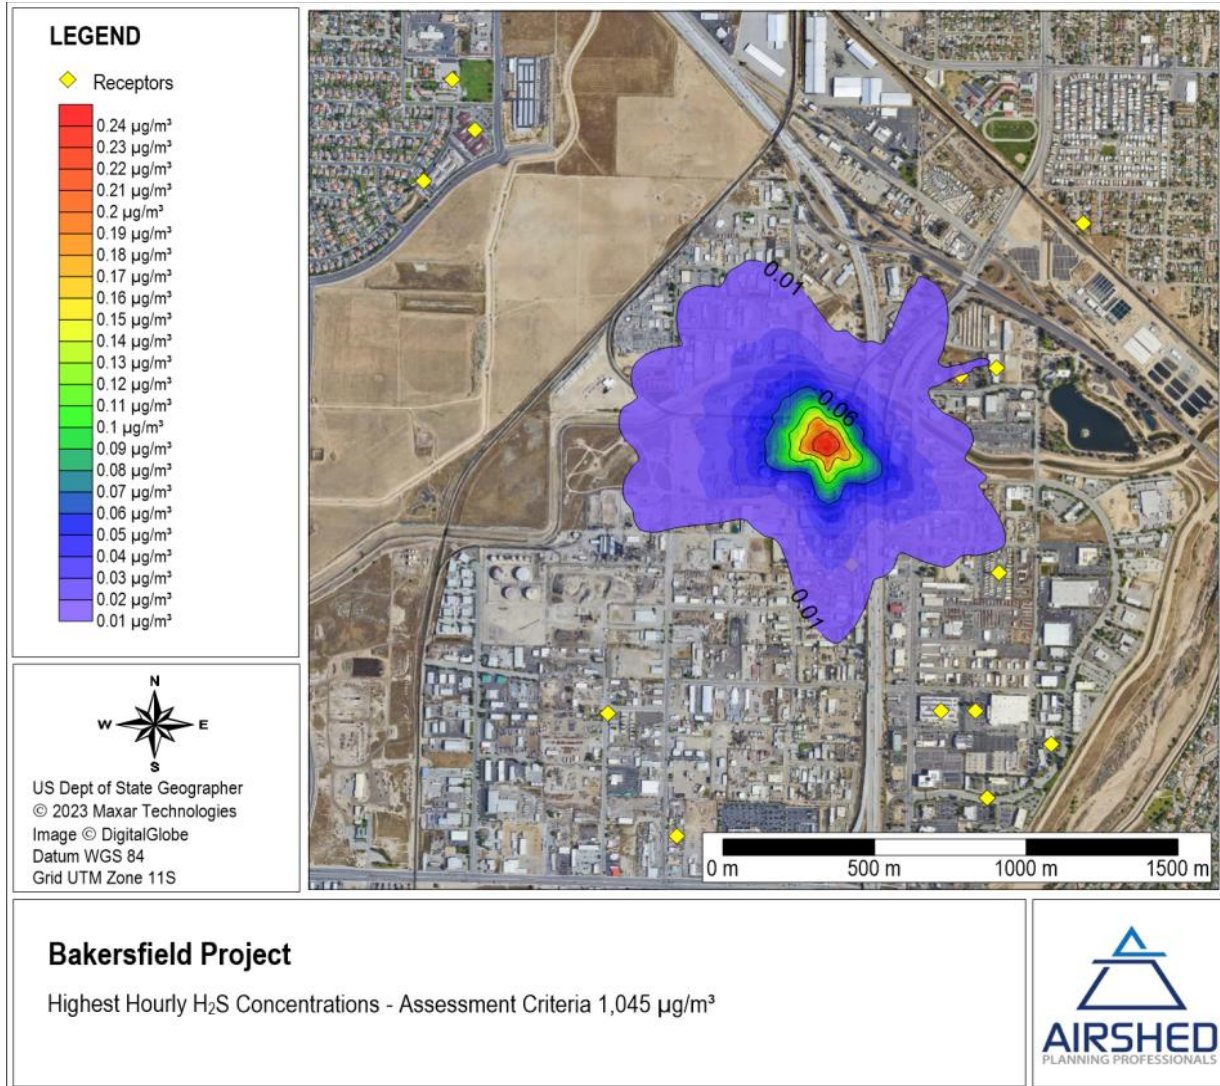 LEGEND
Receptors
0.24 µg/m³
0.23 µg/m³
0.22 µg/m³
0.21 µg/m³
0.2 µg/m³
0.19 µg/m³
0.18 µg/m³
0.17 µg/m³
0.16 µg/m³
0.15 µg/m³
0.14 µg/m³
0.13 µg/m³
0.12 µg/m³
0.11 µg/m³
0.1 µg/m³
0.09 µg/m³
0.08 µg/m³
0.07 µg/m³
0.06 µg/m³
0.05 µg/m³
0.04 µg/m³
0.03 µg/m³
0.02 µg/m³
0.01 µg/m³
0.01
0.06
0.01
0 m 500 m 1000 m 1500 m
N
W E
S
US Dept of State Geographer
© 2023 Maxar Technologies
Image © DigitalGlobe
Datum WGS 84
Grid UTM Zone 11S
Bakersfield Project
Highest Hourly H₂S Concentrations - Assessment Criteria 1,045 µg/m³
AIRSHED
PLANNING PROFESSIONALS